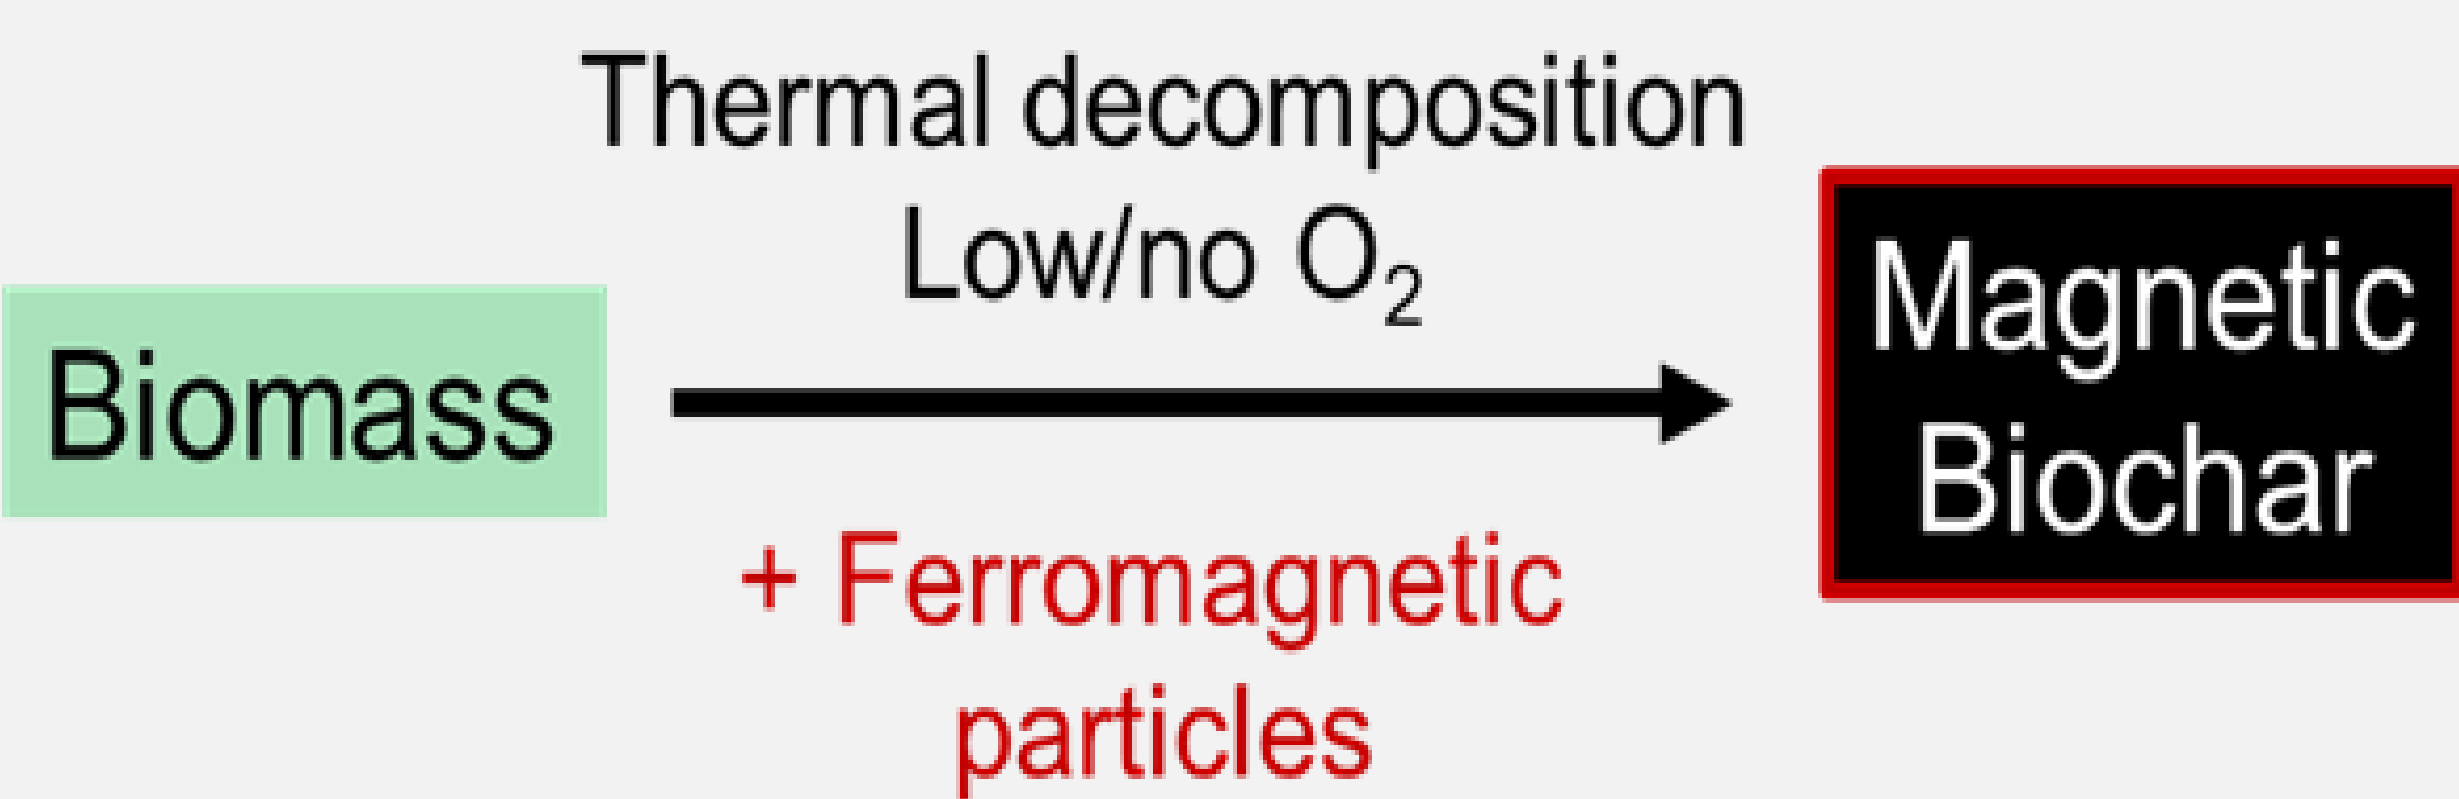 Thermal decomposition
Low/no O₂
Biomass
+ Ferromagnetic
particles
Magnetic
Biochar